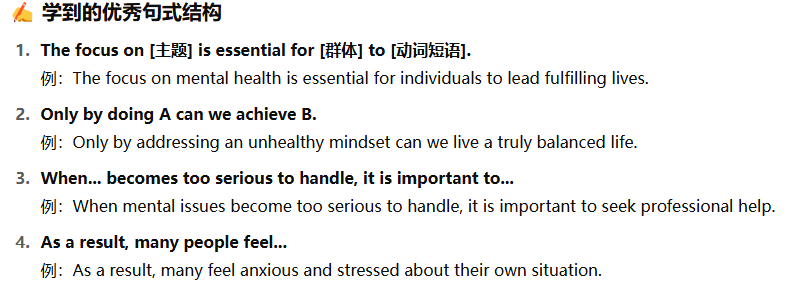 ✍️ 学到的优秀句式结构
1. The focus on [主题] is essential for [群体] to [动词短语].
例：The focus on mental health is essential for individuals to lead fulfilling lives.
2. Only by doing A can we achieve B.
例：Only by addressing an unhealthy mindset can we live a truly balanced life.
3. When... becomes too serious to handle, it is important to...
例：When mental issues become too serious to handle, it is important to seek professional help.
4. As a result, many people feel...
例：As a result, many feel anxious and stressed about their own situation.